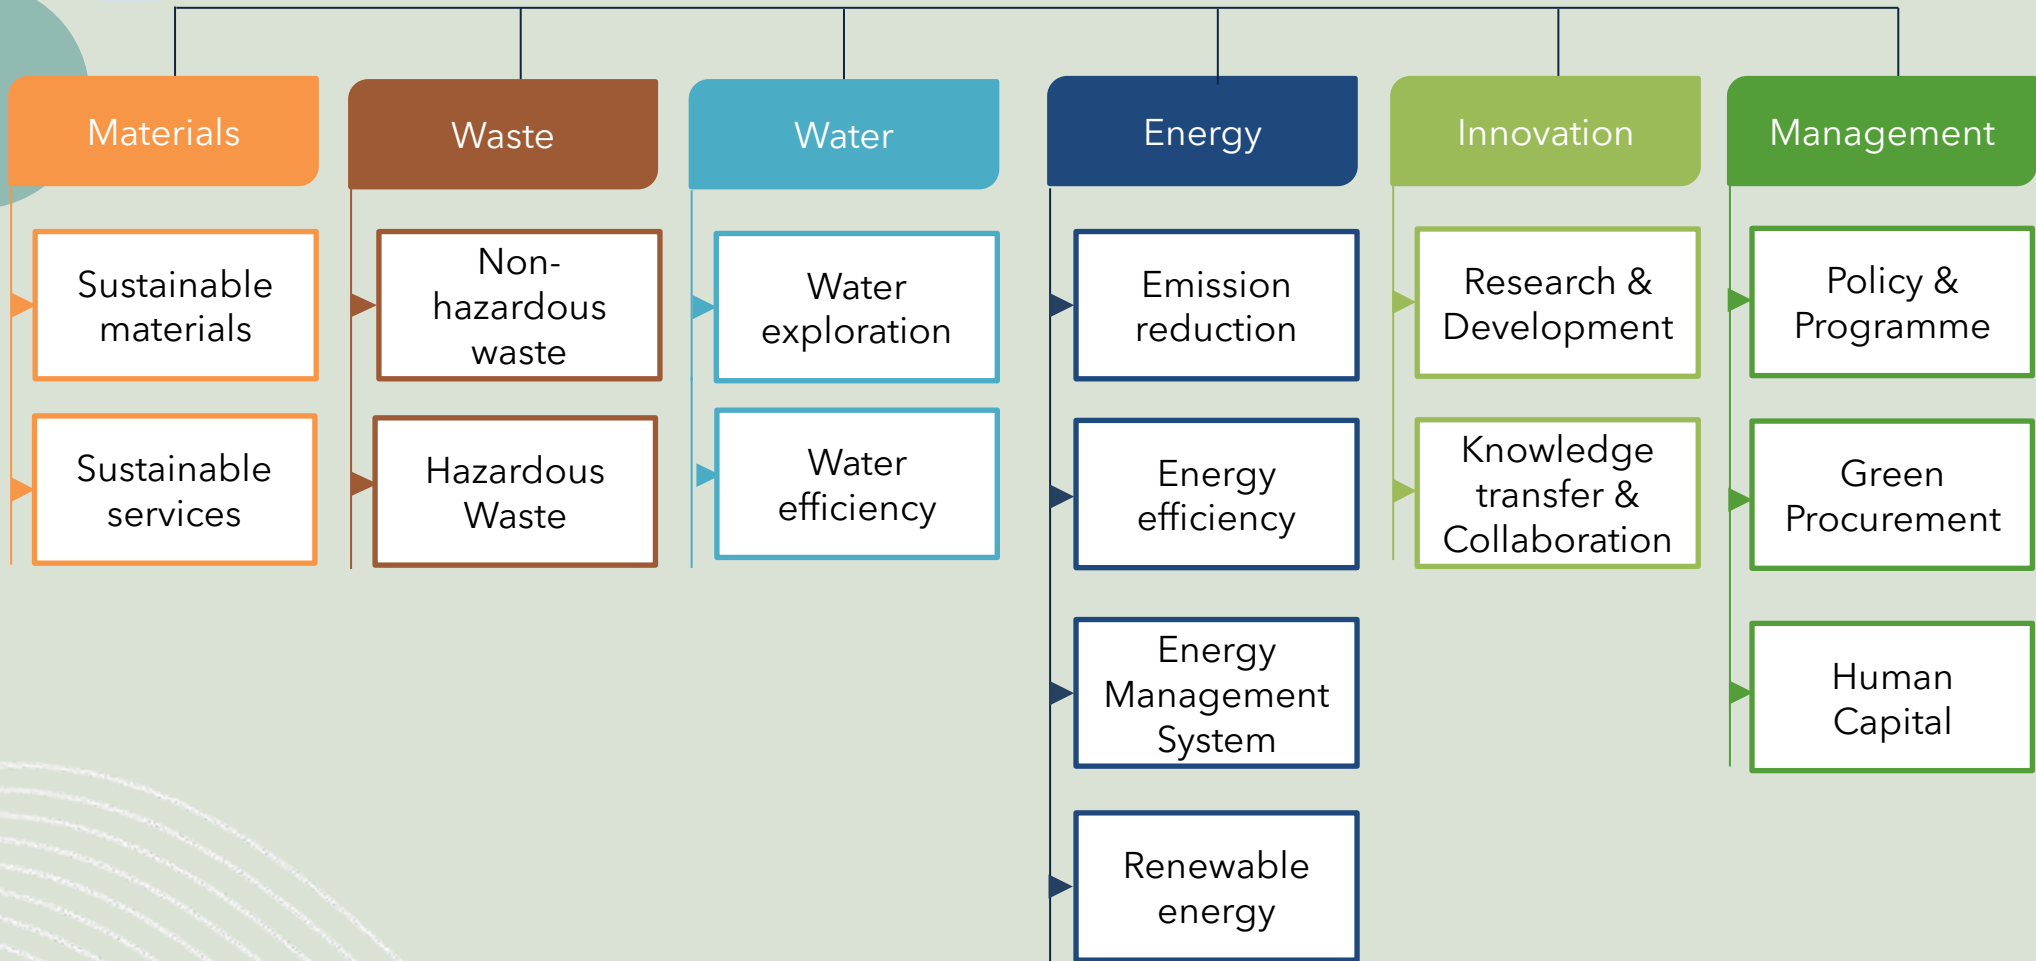 Materials
Waste
Water
Energy
Innovation
Management
Sustainable
materials
Sustainable
services
Non-
hazardous
waste
Hazardous
Waste
Water
exploration
Water
efficiency
Emission
reduction
Energy
efficiency
Energy
Management
System
Renewable
energy
Research &
Development
Knowledge
transfer &
Collaboration
Policy &
Programme
Green
Procurement
Human
Capital